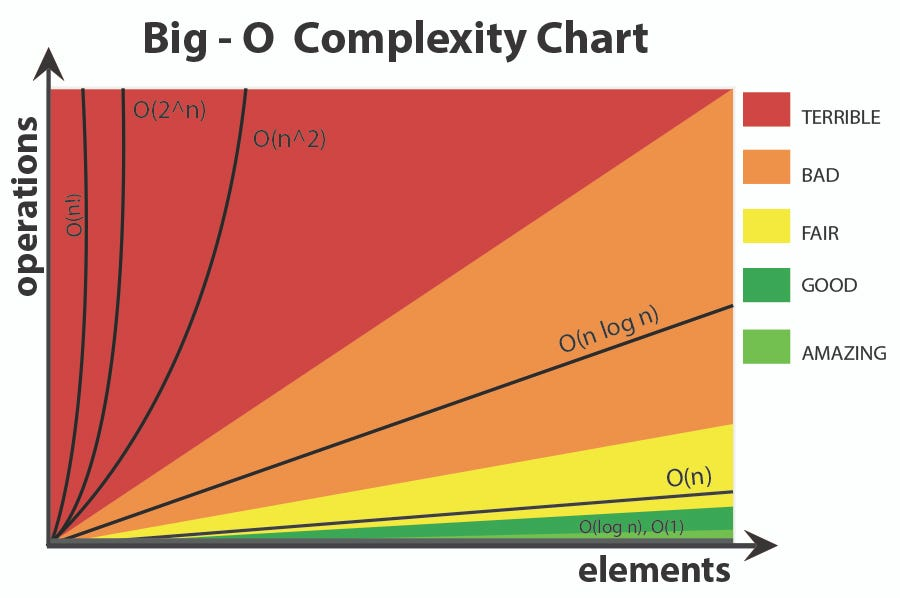 Big - O Complexity Chart
operations
O(n!)
O(2^n)
O(n^2)
O(n log n)
O(n)
O(log n), O(1)
elements
TERRIBLE
BAD
FAIR
GOOD
AMAZING